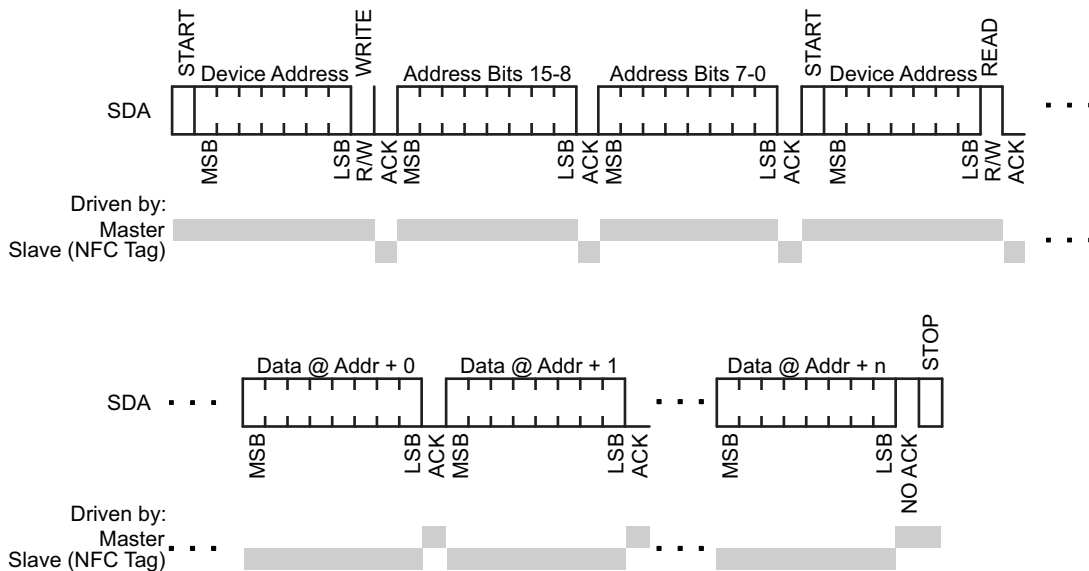 START
Device Address
WRITE
Address Bits 15-8
Address Bits 7-0
START
Device Address
READ
SDA
MSB
LSB
R/W
ACK
MSB
LSB
ACK
MSB
LSB
ACK
MSB
LSB
R/W
ACK
Driven by:
Master
Slave (NFC Tag)
Data @ Addr + 0
Data @ Addr + 1
Data @ Addr + n
STOP
SDA
MSB
LSB
ACK
MSB
LSB
ACK
MSB
LSB
NO ACK
Driven by:
Master
Slave (NFC Tag)